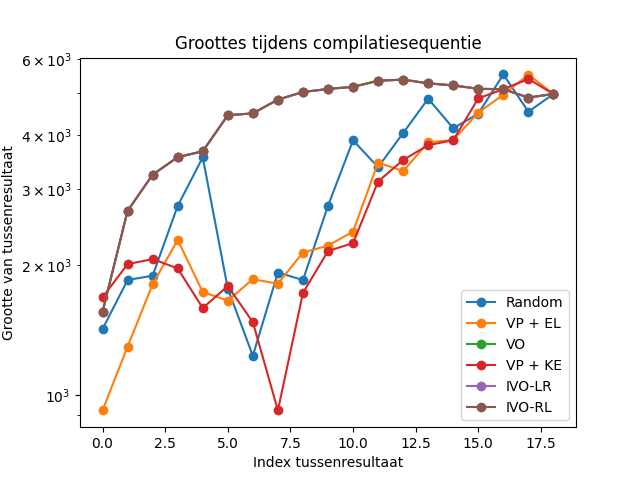 Groottes tijdens compilatiesequentie
Grootte van tussenresultaat
6 × 10³
4 × 10³
3 × 10³
2 × 10³
10³
0.0 2.5 5.0 7.5 10.0 12.5 15.0 17.5
Index tussenresultaat
Random
VP + EL
VO
VP + KE
IVO-LR
IVO-RL